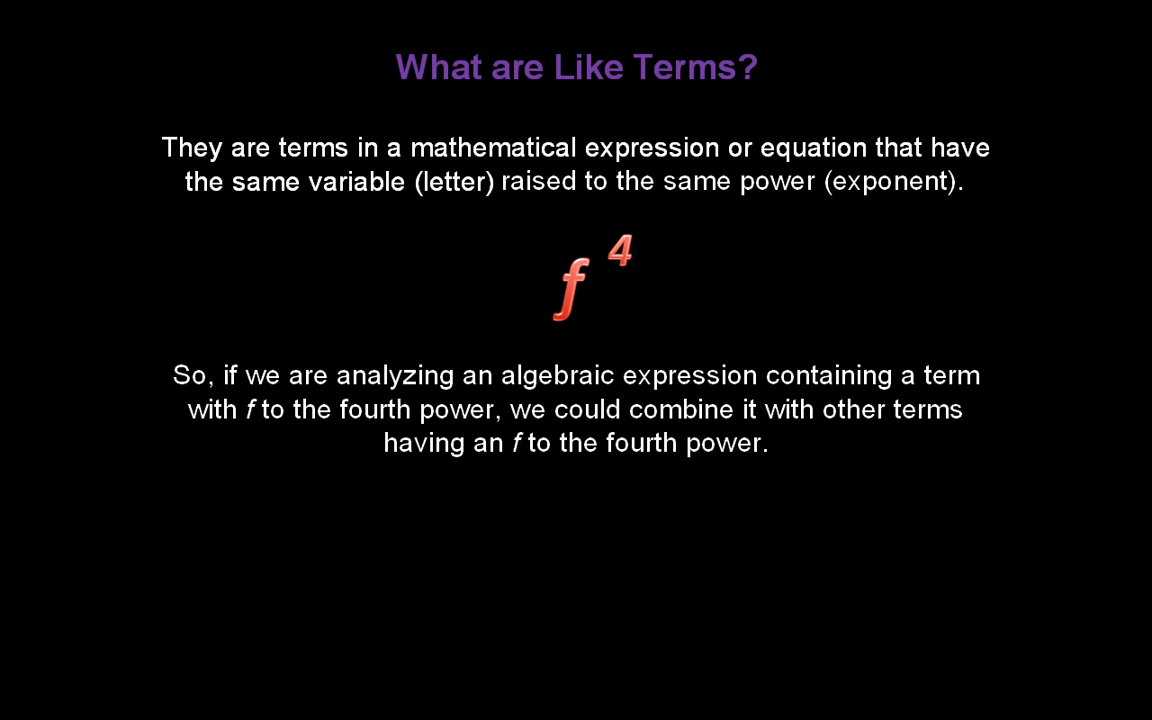 What are Like Terms?
They are terms in a mathematical expression or equation that have
the same variable (letter) raised to the same power (exponent).
f 4
So, if we are analyzing an algebraic expression containing a term
with f to the fourth power, we could combine it with other terms
having an f to the fourth power.